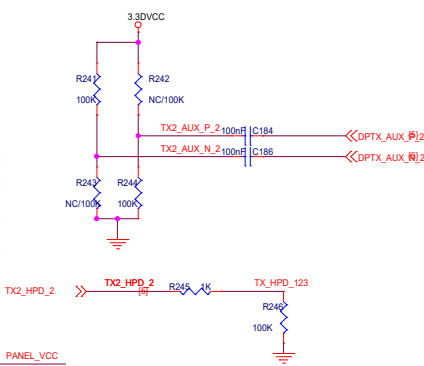 3.3DVCC
R241
100K
R242
NC/100K
TX2_AUX_P_2
100nF
C184
DPTX_AUX_P_2
TX2_AUX_N_2
100nF
C186
DPTX_AUX_N_2
R243
NC/100K
R244
100K
TX2_HPD_2
TX2_HPD_2
[5]
R245
1K
TX_HPD_123
R246
100K
PANEL_VCC